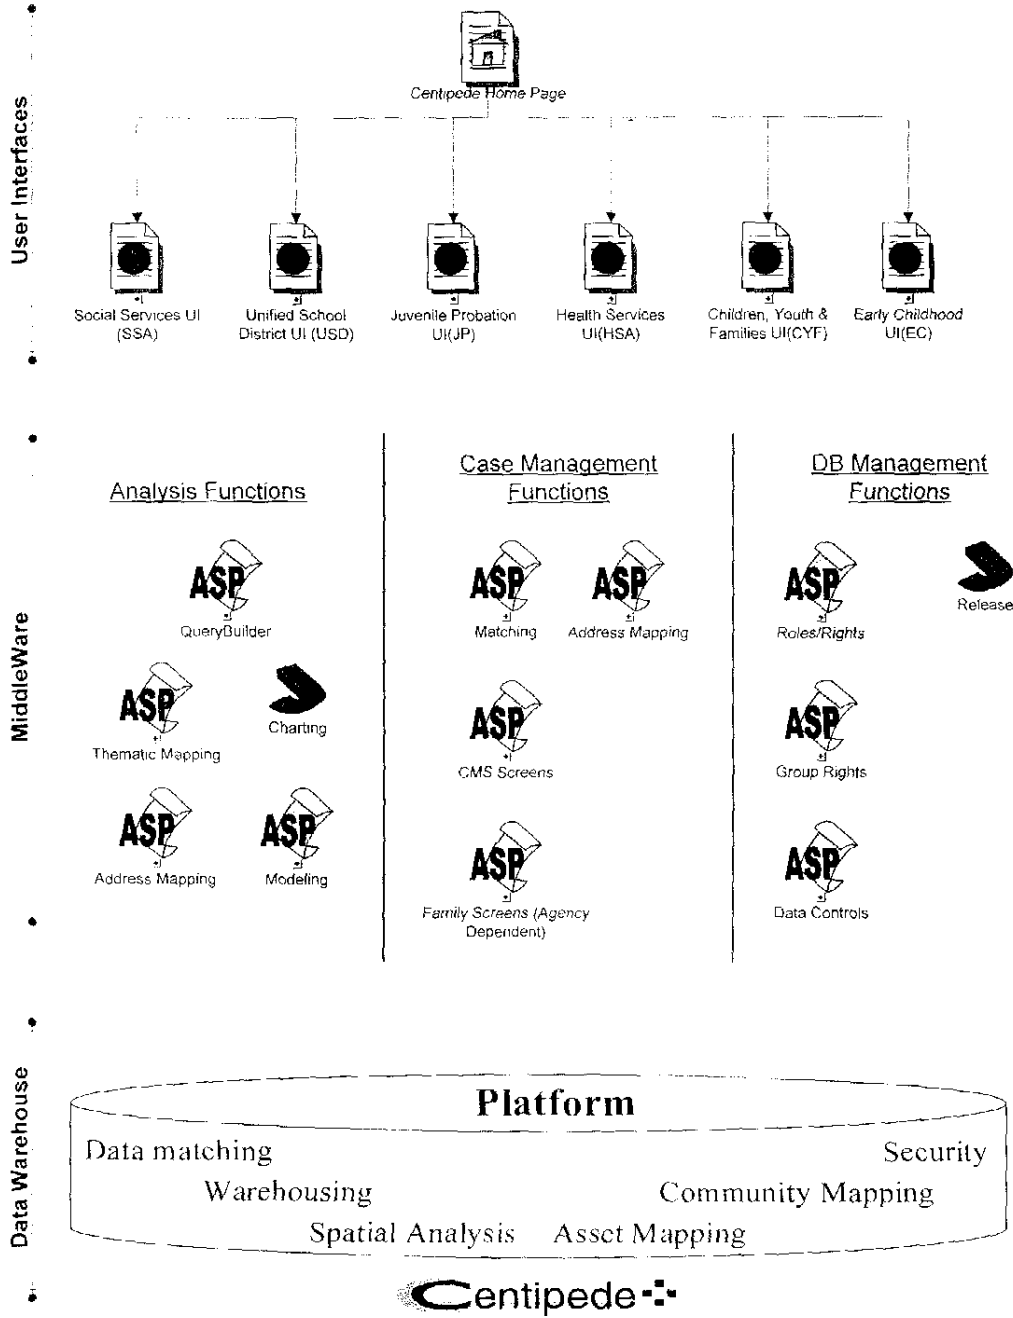 User Interfaces
Centipede Home Page
Social Services UI
(SSA)
Unified School
District UI (USD)
Juvenile Probation
UI(JP)
Health Services
UI(HSA)
Children, Youth &
Families UI(CYF)
Early Childhood
UI(EC)
MiddleWare
Analysis Functions
ASP
QueryBuilder
ASP
Thematic Mapping
Charting
ASP
Address Mapping
ASP
Modeling
Case Management
Functions
ASP
Matching
ASP
Address Mapping
ASP
CMS Screens
ASP
Family Screens (Agency
Dependent)
DB Management
Functions
ASP
Roles/Rights
Release
ASP
Group Rights
ASP
Data Controls
Data Warehouse
Platform
Data matching
Security
Warehousing
Community Mapping
Spatial Analysis
Asset Mapping
Centipede